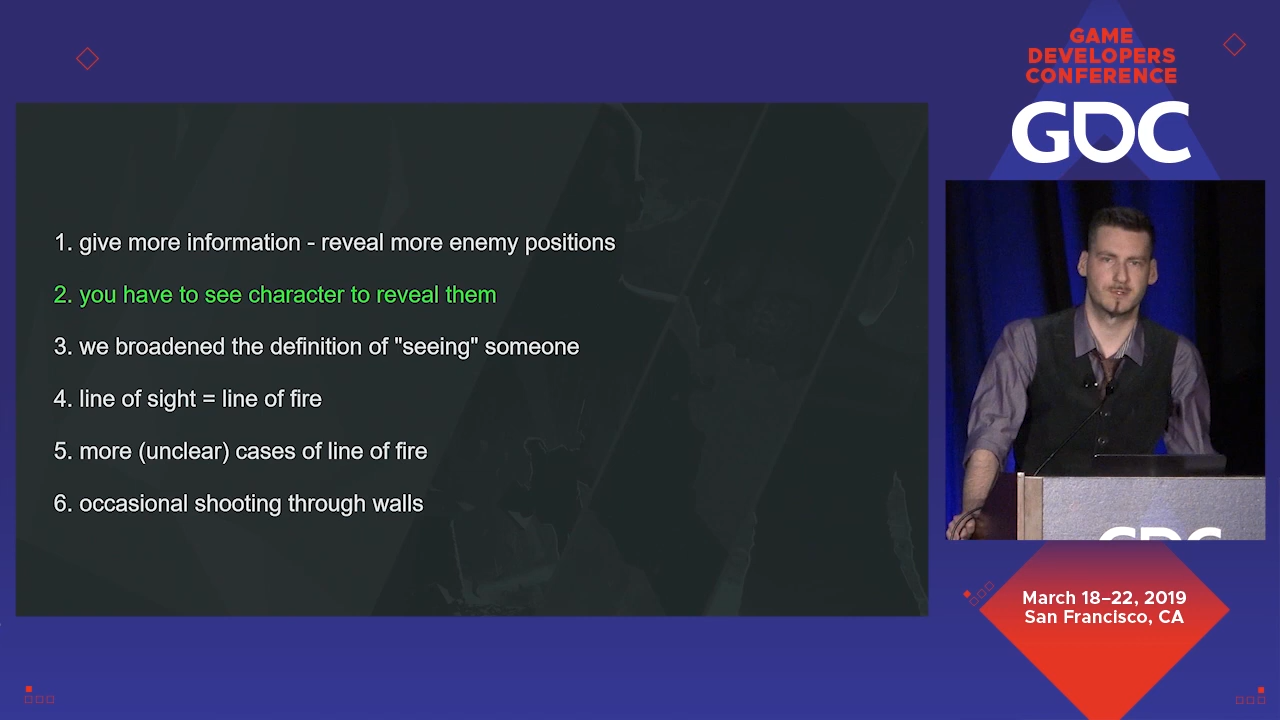 GAME
DEVELOPERS
CONFERENCE
GDC
1. give more information - reveal more enemy positions
2. you have to see character to reveal them
3. we broadened the definition of "seeing" someone
4. line of sight = line of fire
5. more (unclear) cases of line of fire
6. occasional shooting through walls
GDC
March 18–22, 2019
San Francisco, CA